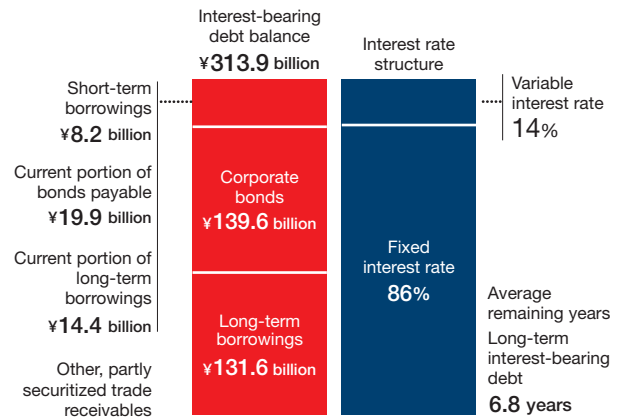 Interest-bearing
debt balance
¥313.9 billion
Interest rate
structure
Short-term
borrowings
¥8.2 billion
Current portion of
bonds payable
¥19.9 billion
Current portion of
long-term
borrowings
¥14.4 billion
Other, partly
securitized trade
receivables
Corporate
bonds
¥139.6 billion
Long-term
borrowings
¥131.6 billion
Fixed
interest rate
86%
Variable
interest rate
14%
Average
remaining years
Long-term
interest-bearing
debt
6.8 years